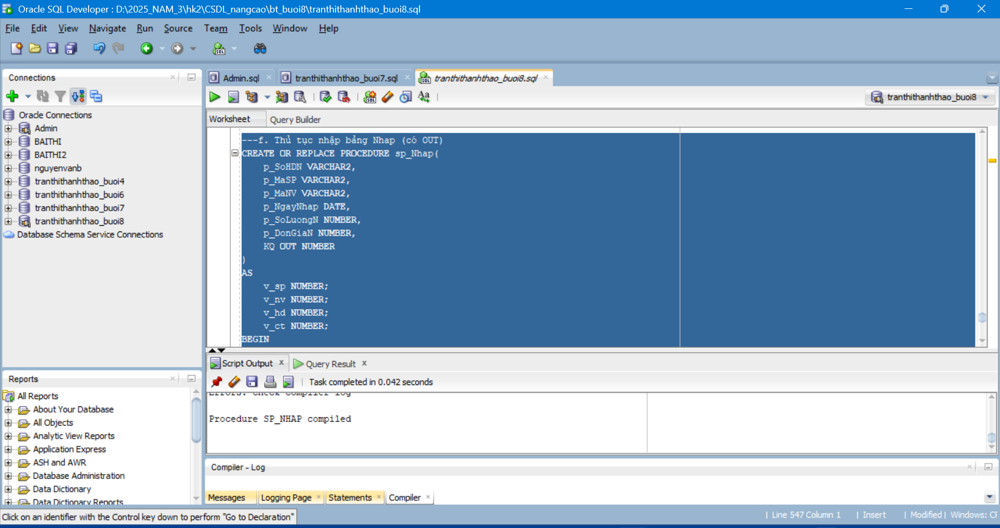 Oracle SQL Developer : D:\2025_NAM_3\hk2\CSDL_nangcao\bt_buoi8\tranthithanhthao_buoi8.sql
File Edit View Navigate Run Source Team Tools Window Help
Connections
Oracle Connections
Admin
BAITHI
BAITHI2
nguyenvanb
tranthithanhthao_buoi4
tranthithanhthao_buoi6
tranthithanhthao_buoi7
tranthithanhthao_buoi8
Database Schema Service Connections
Reports
All Reports
About Your Database
All Objects
Analytic View Reports
Application Express
ASH and AWR
Database Administration
Data Dictionary
Data Dictionary Reports
Admin.sql tranthithanhthao_buoi7.sql tranthithanhthao_buoi8.sql
tranthithanhthao_buoi8
Worksheet Query Builder
---f. Thủ tục nhập bảng Nhap (có OUT)
CREATE OR REPLACE PROCEDURE sp_Nhap(
p_SoHDN VARCHAR2,
p_MaSP VARCHAR2,
p_MaNV VARCHAR2,
p_NgayNhap DATE,
p_SoLuongN NUMBER,
p_DonGiaN NUMBER,
KQ OUT NUMBER
)
AS
v_sp NUMBER;
v_nv NUMBER;
v_hd NUMBER;
v_ct NUMBER;
BEGIN
Script Output Query Result
Task completed in 0.042 seconds
Errors: check compiler log
Procedure SP_NHAP compiled
Compiler - Log
Messages Logging Page Statements Compiler
Click on an identifier with the Control key down to perform "Go to Declaration"
Line 547 Column 1 | Insert | Modified | Windows: CF